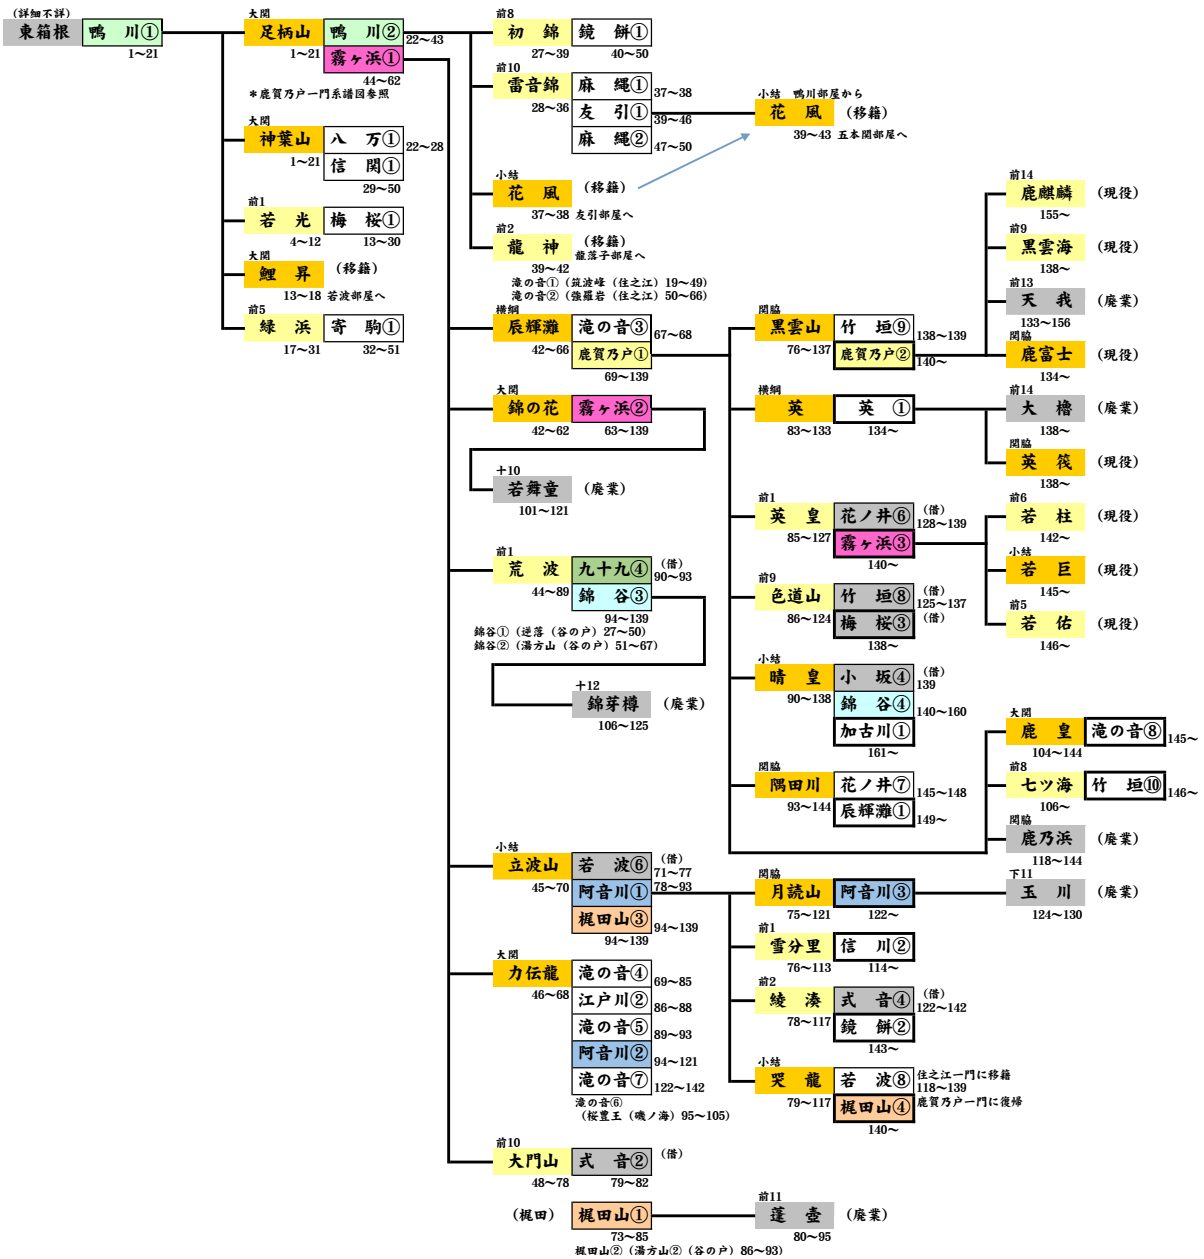 (詳細不詳)
東箱根 鴨川①
1~21
大関
足柄山 鴨川② 22~43
1~21 霧ヶ浜①
44~62
*鹿賀乃戸一門系譜図参照
大関
神葉山 八万① 22~28
1~21 信関①
29~50
前1
若光 梅桜①
4~12 13~30
大関
鯉昇 (移籍)
13~18 若波部屋へ
前5
緑浜 寄駒①
17~31 32~51
前8
初錦 鏡餅①
27~39 40~50
前10
雷音錦 麻縄① 37~38
28~36 友引① 39~46
麻縄② 47~50
小結 鴨川部屋から
花風 (移籍)
39~43 五本関部屋へ
小結
花風 (移籍)
37~38 友引部屋へ
前2
龍神 (移籍)
39~42 龍落子部屋へ
滝の音①(筑波峰(住之江)19~49)
滝の音②(強羅岩(住之江)50~66)
横綱
辰輝灘 滝の音③ 67~68
42~66 鹿賀乃戸①
69~139
大関
錦の花 霧ヶ浜②
42~62 63~139
+10
若舞童 (廃業)
101~121
前1
荒波 九十九④ (借) 90~93
44~89 錦谷③
94~139
錦谷①(逆落(谷の戸)27~50)
錦谷②(湯方山(谷の戸)51~67)
+12
錦芽樽 (廃業)
106~125
小結
立波山 若波⑥ (借) 71~77
45~70 阿音川① 78~93
梶田山③ 94~139
94~139
大関
力伝龍 滝の音④ 69~85
46~68 江戸川② 86~88
滝の音⑤ 89~93
阿音川② 94~121
滝の音⑦ 122~142
滝の音⑥
(桜豊王(磯ノ海)95~105)
前10
大門山 式音② (借)
48~78 79~82
(梶田) 梶田山①
73~85
梶田山②(湯方山②(谷の戸)86~93)
前11
蓬壺 (廃業)
80~95
関脇
黒雲山 竹垣⑨ 138~139
76~137 鹿賀乃戸② 140~
横綱
英 英①
83~133 134~
前1
英皇 花ノ井⑥ (借) 128~139
85~127 霧ヶ浜③
140~
前9
色道山 竹垣⑧ (借) 125~137
86~124 梅桜③ (借)
138~
小結
晴皇 小坂④ (借) 139
90~138 錦谷④ 140~160
加古川①
161~
関脇
隅田川 花ノ井⑦ 145~148
93~144 辰輝灘① 149~
関脇
月読山 阿音川③
75~121 122~
前1
雪分里 信川②
76~113 114~
前2
綾湊 式音④ (借) 122~142
78~117 鏡餅②
143~
小結
哭龍 若波⑧ 住之江一門に移籍 118~139
79~117 梶田山④ 鹿賀乃戸一門に復帰
140~
前14
鹿麒麟 (現役)
155~
前9
黒雲海 (現役)
138~
前13
天我 (廃業)
133~156
関脇
鹿富士 (現役)
134~
前14
大櫓 (廃業)
138~
関脇
英筏 (現役)
138~
前6
若柱 (現役)
142~
小結
若巨 (現役)
145~
前5
若佑 (現役)
146~
大関
鹿皇 滝の音⑧ 145~
104~144
前8
七ツ海 竹垣⑩ 146~
106~
関脇
鹿乃浜 (廃業)
118~144
下11
玉川 (廃業)
124~130